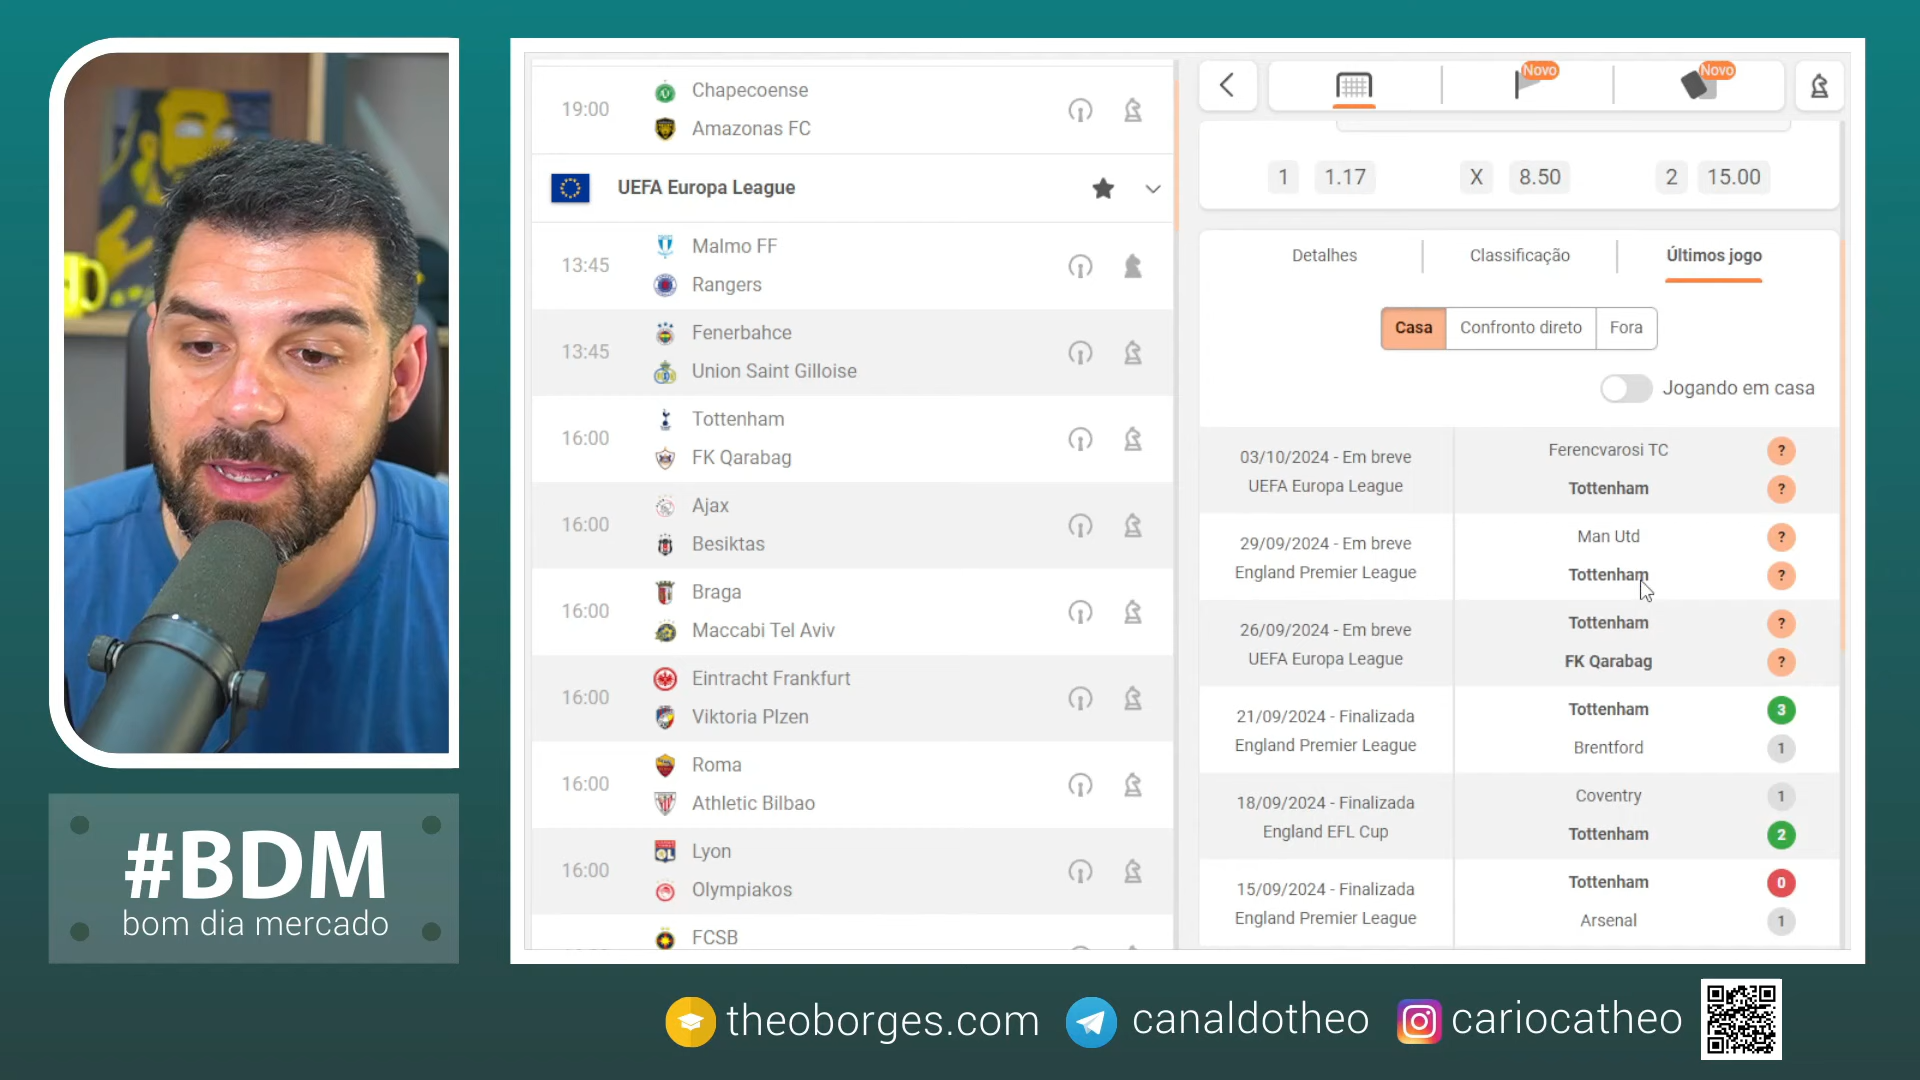 #BDM
bom dia mercado
19:00
Chapecoense
Amazonas FC
UEFA Europa League
13:45
Malmo FF
Rangers
13:45
Fenerbahce
Union Saint Gilloise
16:00
Tottenham
FK Qarabag
16:00
Ajax
Besiktas
16:00
Braga
Maccabi Tel Aviv
16:00
Eintracht Frankfurt
Viktoria Plzen
16:00
Roma
Athletic Bilbao
16:00
Lyon
Olympiakos
FCSB
Novo
Novo
1 1.17 X 8.50 2 15.00
Detalhes Classificação Últimos jogo
Casa Confronto direto Fora
Jogando em casa
03/10/2024 - Em breve
UEFA Europa League
Ferencvarosi TC ?
Tottenham ?
29/09/2024 - Em breve
England Premier League
Man Utd ?
Tottenham ?
26/09/2024 - Em breve
UEFA Europa League
Tottenham ?
FK Qarabag ?
21/09/2024 - Finalizada
England Premier League
Tottenham 3
Brentford 1
18/09/2024 - Finalizada
England EFL Cup
Coventry 1
Tottenham 2
15/09/2024 - Finalizada
England Premier League
Tottenham 0
Arsenal 1
theoborges.com canaldotheo cariocatheo